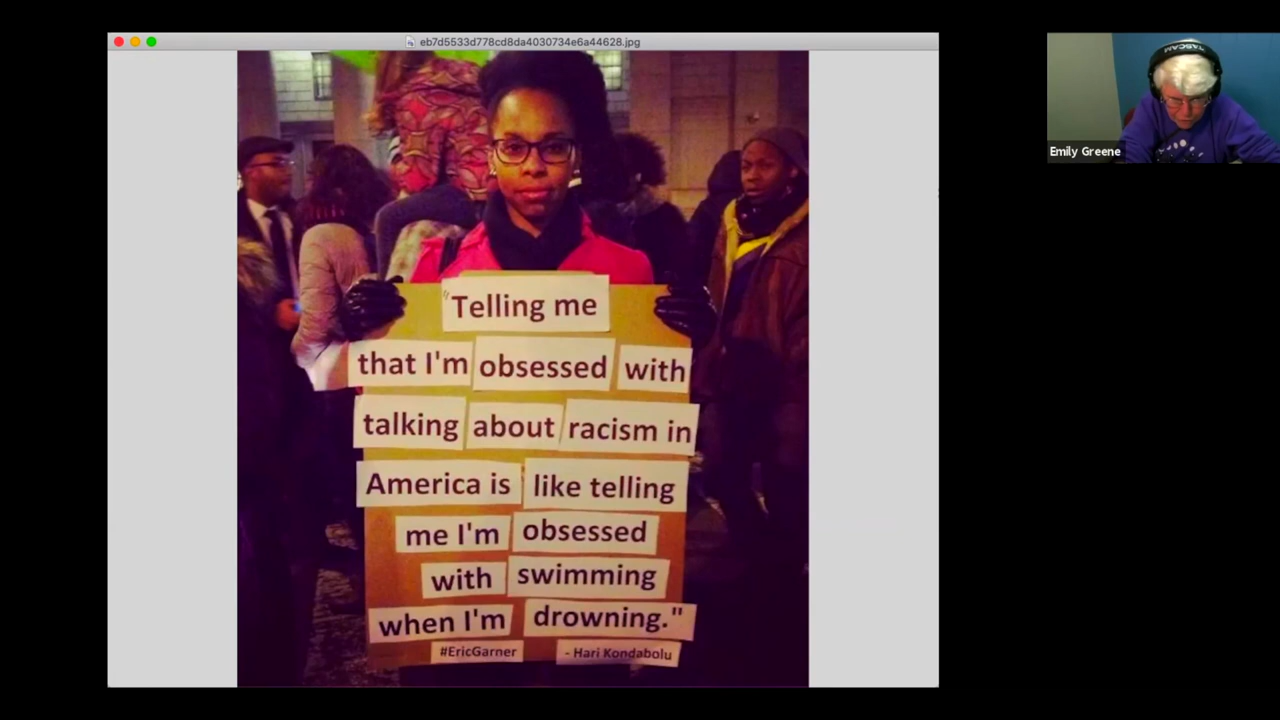 eb7d5533d778cd8da4030734e6a44628.jpg
TASCAM
Emily Greene
"Telling me
that I'm obsessed with
talking about racism in
America is like telling
me I'm obsessed
with swimming
when I'm drowning."
#EricGarner - Hari Kondabolu